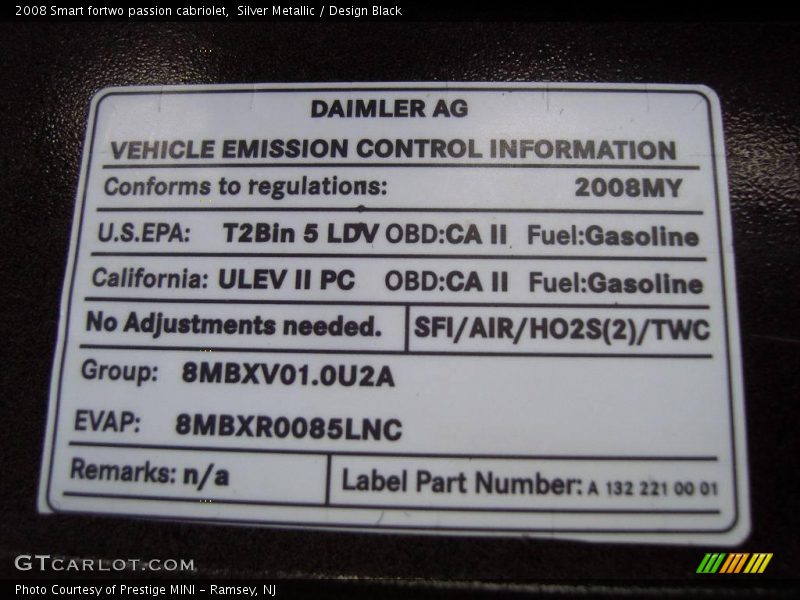 2008 Smart fortwo passion cabriolet,  Silver Metallic / Design Black
DAIMLER AG
VEHICLE EMISSION CONTROL INFORMATION
Conforms to regulations: 2008MY
U.S.EPA: T2Bin 5 LDV OBD:CA II Fuel:Gasoline
California: ULEV II PC OBD:CA II Fuel:Gasoline
No Adjustments needed. SFI/AIR/HO2S(2)/TWC
Group: 8MBXV01.0U2A
EVAP: 8MBXR0085LNC
Remarks: n/a Label Part Number: A 132 221 00 01
GTCARLOT.COM
Photo Courtesy of Prestige MINI - Ramsey, NJ